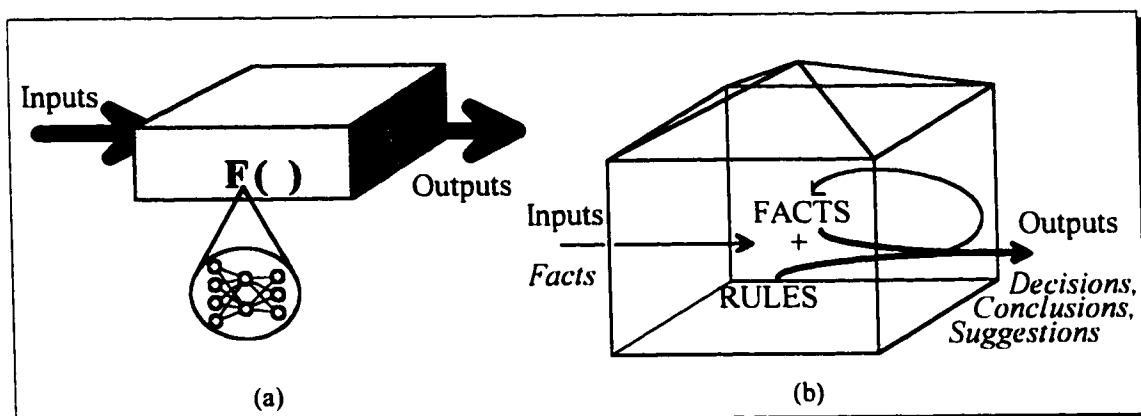 Inputs
F( )
Outputs
(a)
Inputs
Facts
FACTS
+
RULES
Outputs
Decisions,
Conclusions,
Suggestions
(b)